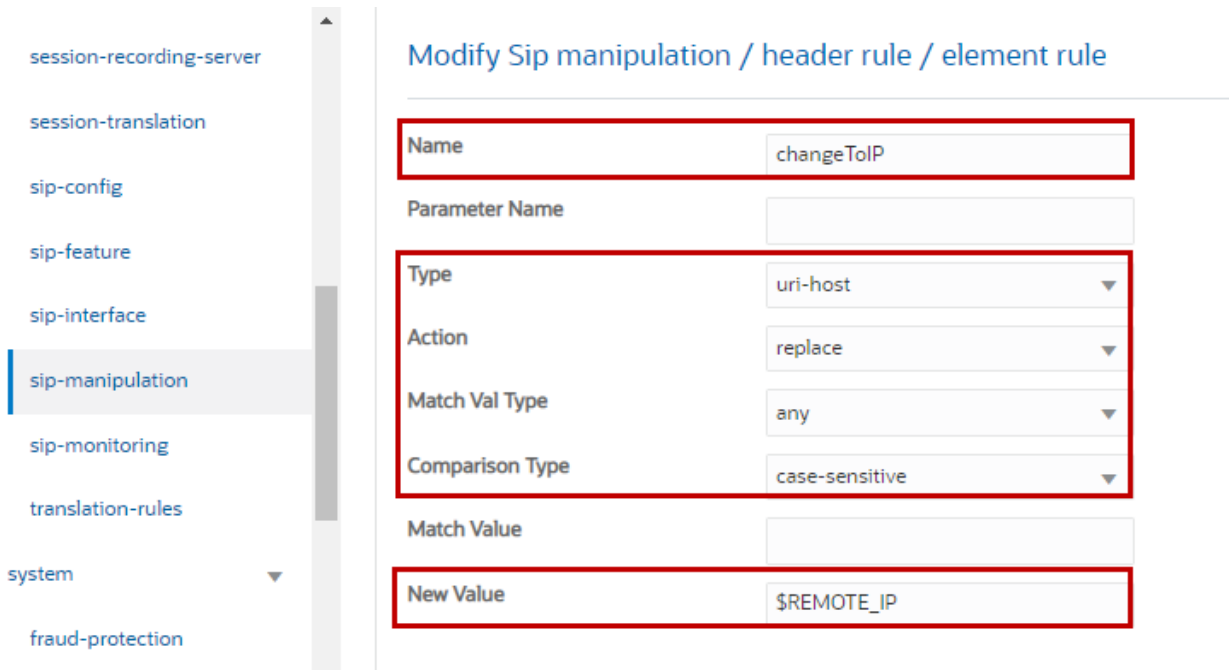 session-recording-server
session-translation
sip-config
sip-feature
sip-interface
sip-manipulation
sip-monitoring
translation-rules
system
fraud-protection
Modify Sip manipulation / header rule / element rule
Name changeToIP
Parameter Name
Type uri-host
Action replace
Match Val Type any
Comparison Type case-sensitive
Match Value
New Value $REMOTE_IP